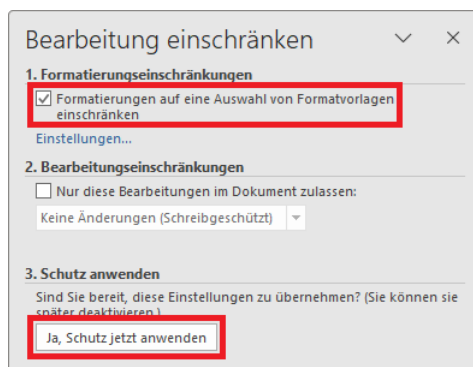 Bearbeitung einschränken
1. Formatierungseinschränkungen
Formatierungen auf eine Auswahl von Formatvorlagen
einschränken
Einstellungen...
2. Bearbeitungseinschränkungen
Nur diese Bearbeitungen im Dokument zulassen:
Keine Änderungen (Schreibgeschützt)
3. Schutz anwenden
Sind Sie bereit, diese Einstellungen zu übernehmen? (Sie können sie
später deaktivieren.)
Ja, Schutz jetzt anwenden